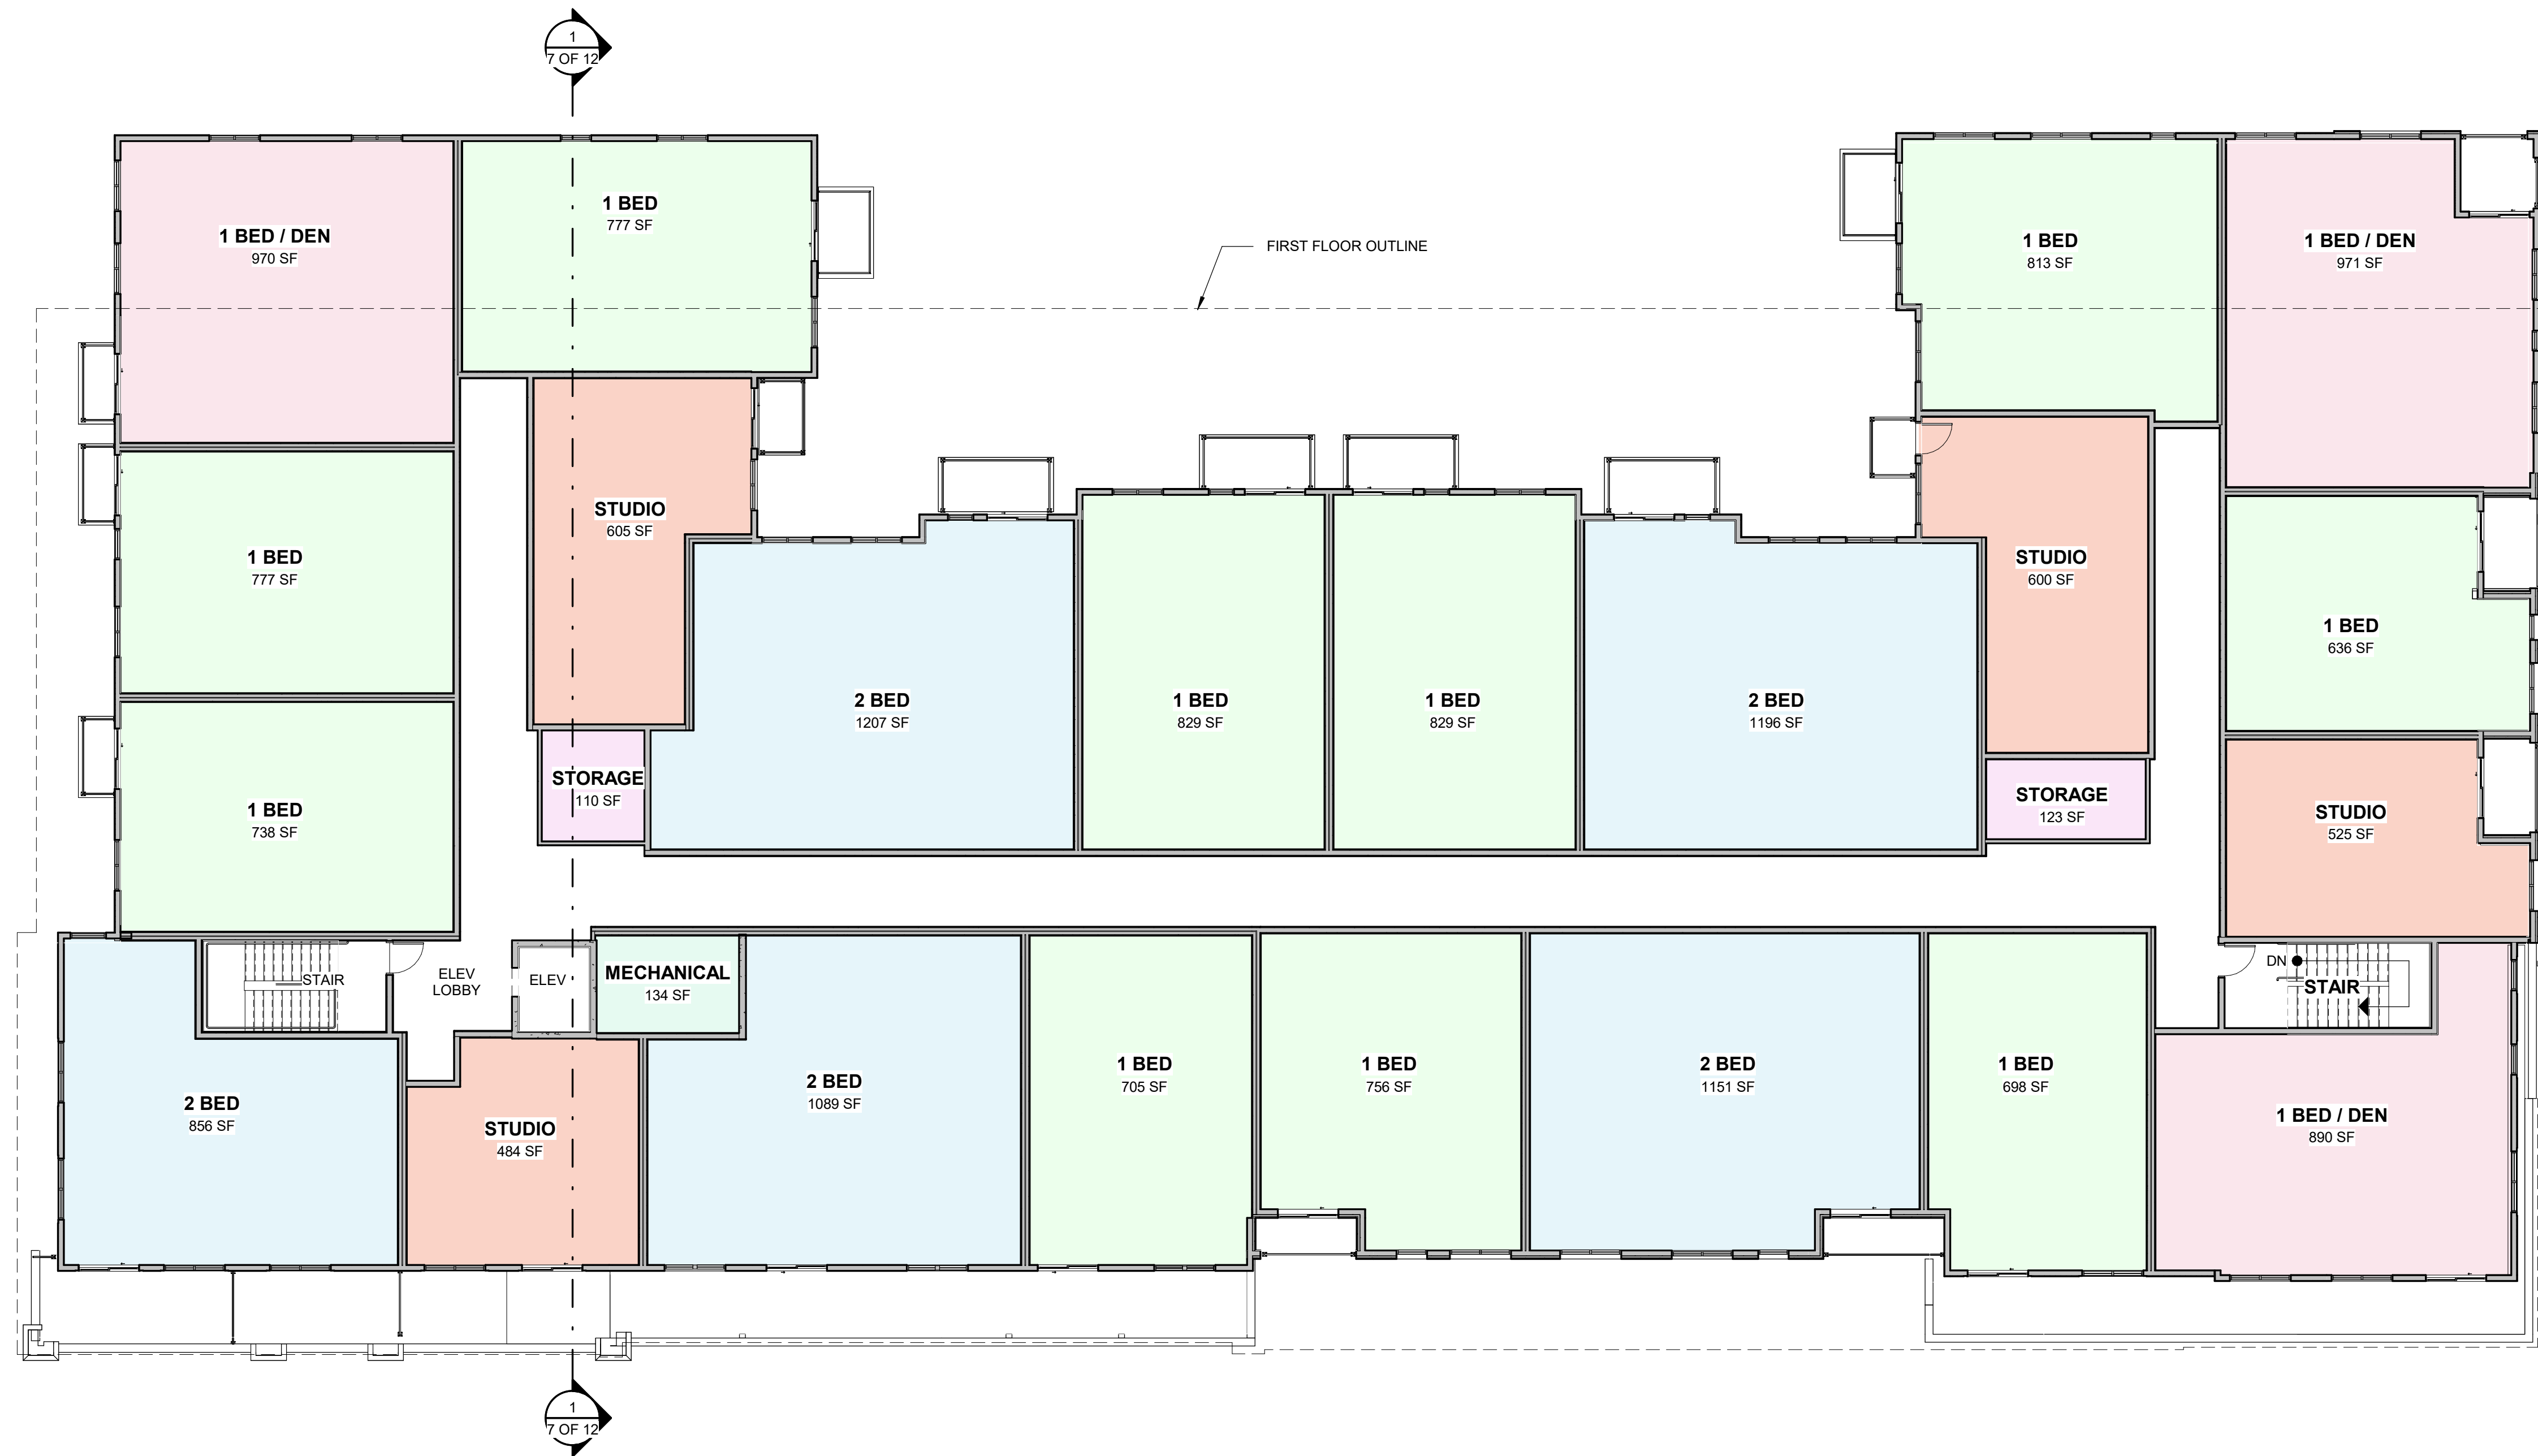 1
7 OF 12
1 BED / DEN
970 SF
1 BED
777 SF
FIRST FLOOR OUTLINE
1 BED
813 SF
1 BED / DEN
971 SF
STUDIO
605 SF
1 BED
777 SF
STUDIO
600 SF
1 BED
636 SF
2 BED
1207 SF
1 BED
829 SF
1 BED
829 SF
2 BED
1196 SF
STORAGE
110 SF
STORAGE
123 SF
1 BED
738 SF
STUDIO
525 SF
STAIR
ELEV
LOBBY
ELEV
MECHANICAL
134 SF
DN
STAIR
2 BED
856 SF
STUDIO
484 SF
2 BED
1089 SF
1 BED
705 SF
1 BED
756 SF
2 BED
1151 SF
1 BED
698 SF
1 BED / DEN
890 SF
1
7 OF 12